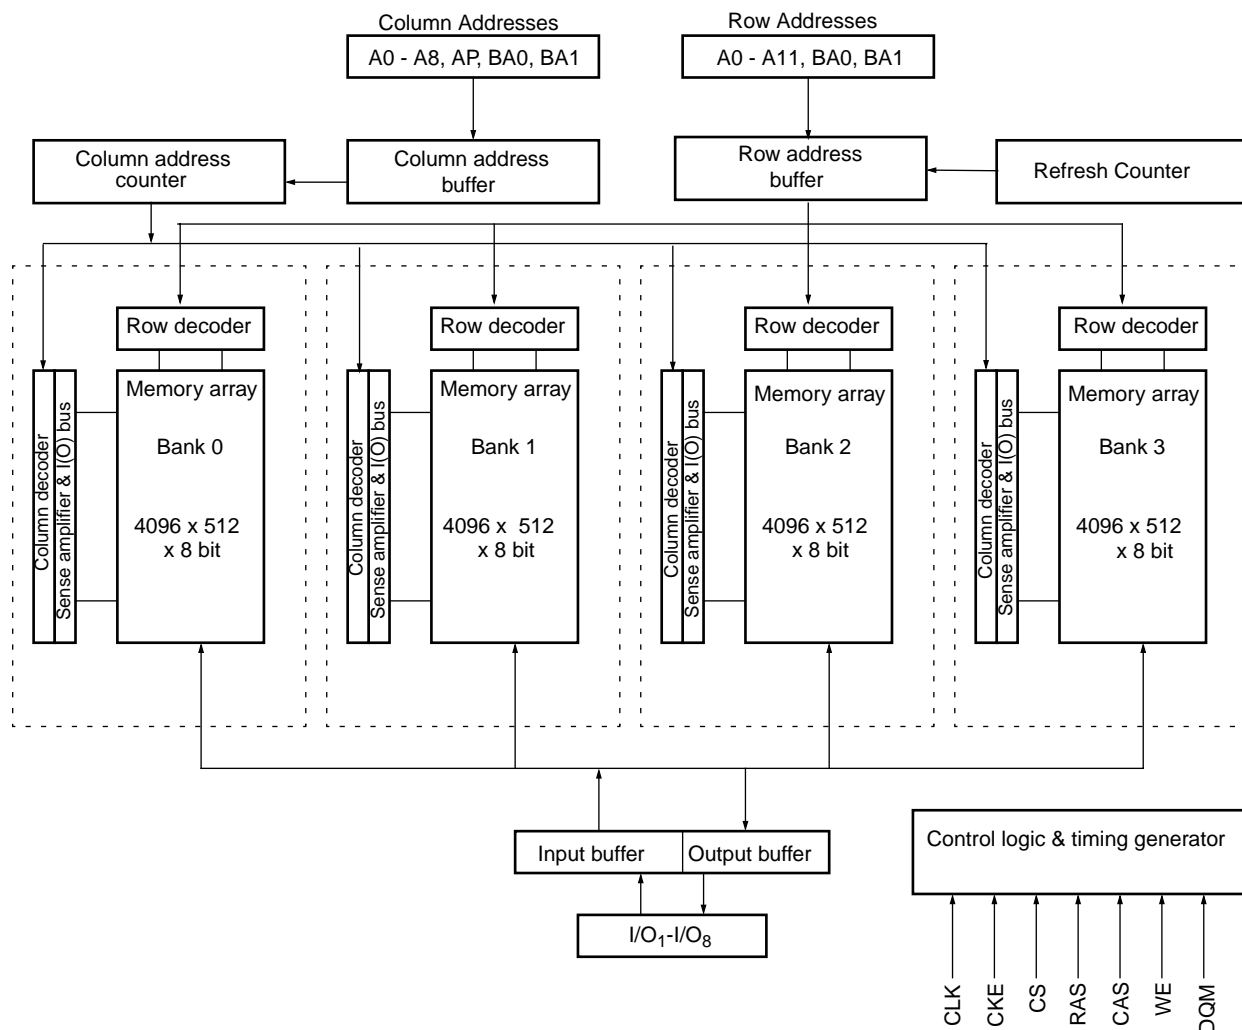 Column Addresses
Row Addresses
A0 - A8, AP, BA0, BA1
A0 - A11, BA0, BA1
Column address
counter
Column address
buffer
Row address
buffer
Refresh Counter
Row decoder
Row decoder
Row decoder
Row decoder
Column decoder
Sense amplifier & I(O) bus
Memory array
Bank 0
4096 x 512
x 8 bit
Column decoder
Sense amplifier & I(O) bus
Memory array
Bank 1
4096 x 512
x 8 bit
Column decoder
Sense amplifier & I(O) bus
Memory array
Bank 2
4096 x 512
x 8 bit
Column decoder
Sense amplifier & I(O) bus
Memory array
Bank 3
4096 x 512
x 8 bit
Input buffer
Output buffer
I/O1-I/O8
Control logic & timing generator
CLK
CKE
CS
RAS
CAS
WE
DQM